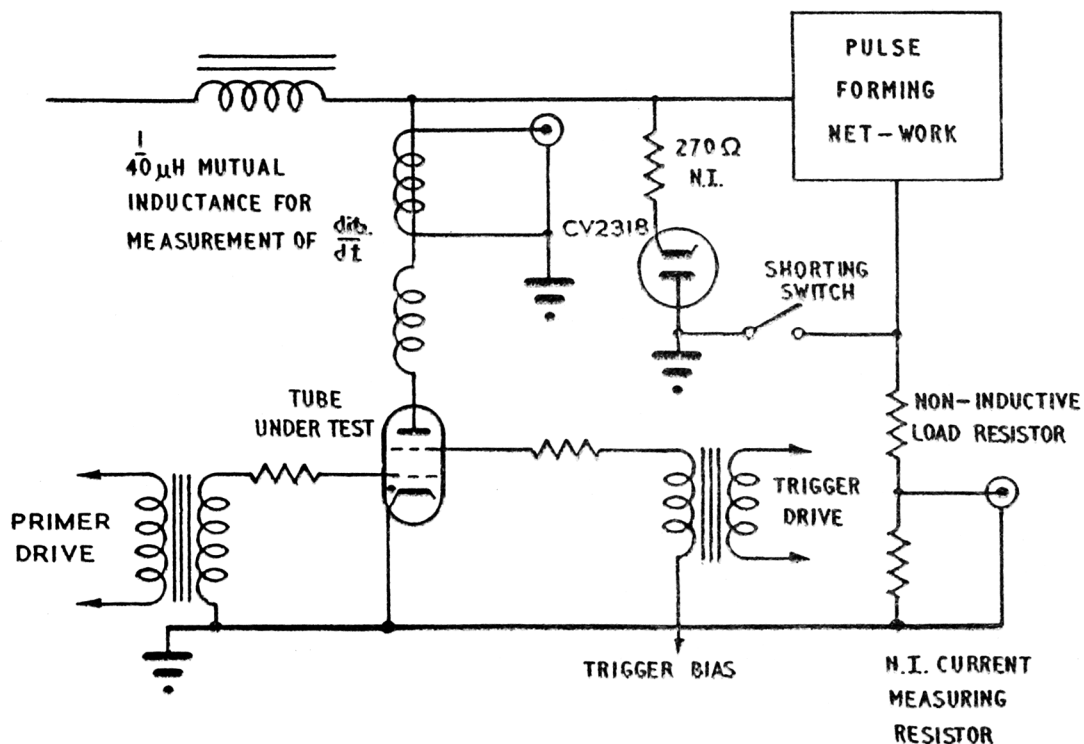 PULSE
FORMING
NET-WORK
1/40 μH MUTUAL
INDUCTANCE FOR
MEASUREMENT OF dib./dt
270Ω
N.I.
CV2318
SHORTING
SWITCH
TUBE
UNDER TEST
NON-INDUCTIVE
LOAD RESISTOR
PRIMER
DRIVE
TRIGGER
DRIVE
TRIGGER BIAS
N.I. CURRENT
MEASURING
RESISTOR